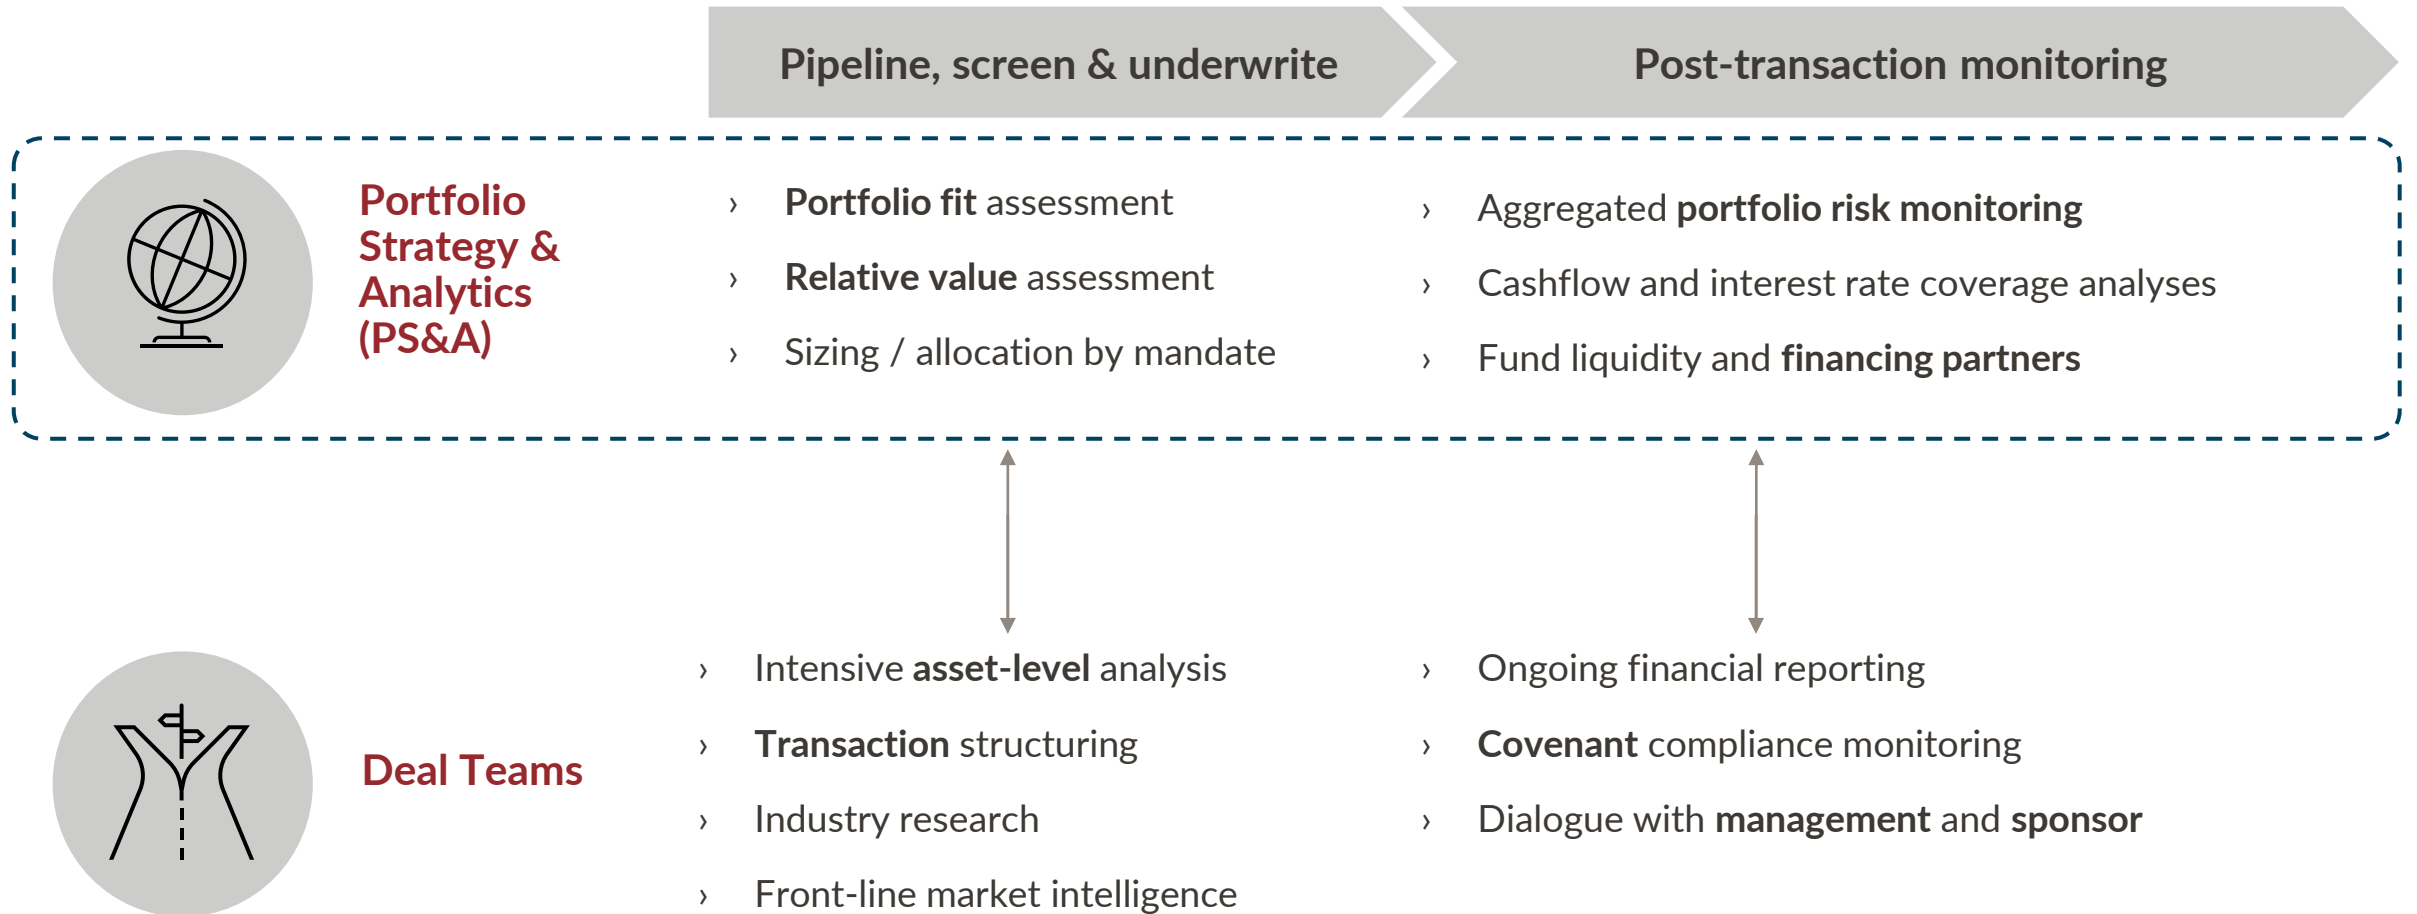 Pipeline, screen & underwrite
Post-transaction monitoring
Portfolio
Strategy &
Analytics
(PS&A)
› Portfolio fit assessment
› Relative value assessment
› Sizing / allocation by mandate
› Aggregated portfolio risk monitoring
› Cashflow and interest rate coverage analyses
› Fund liquidity and financing partners
Deal Teams
› Intensive asset-level analysis
› Transaction structuring
› Industry research
› Front-line market intelligence
› Ongoing financial reporting
› Covenant compliance monitoring
› Dialogue with management and sponsor